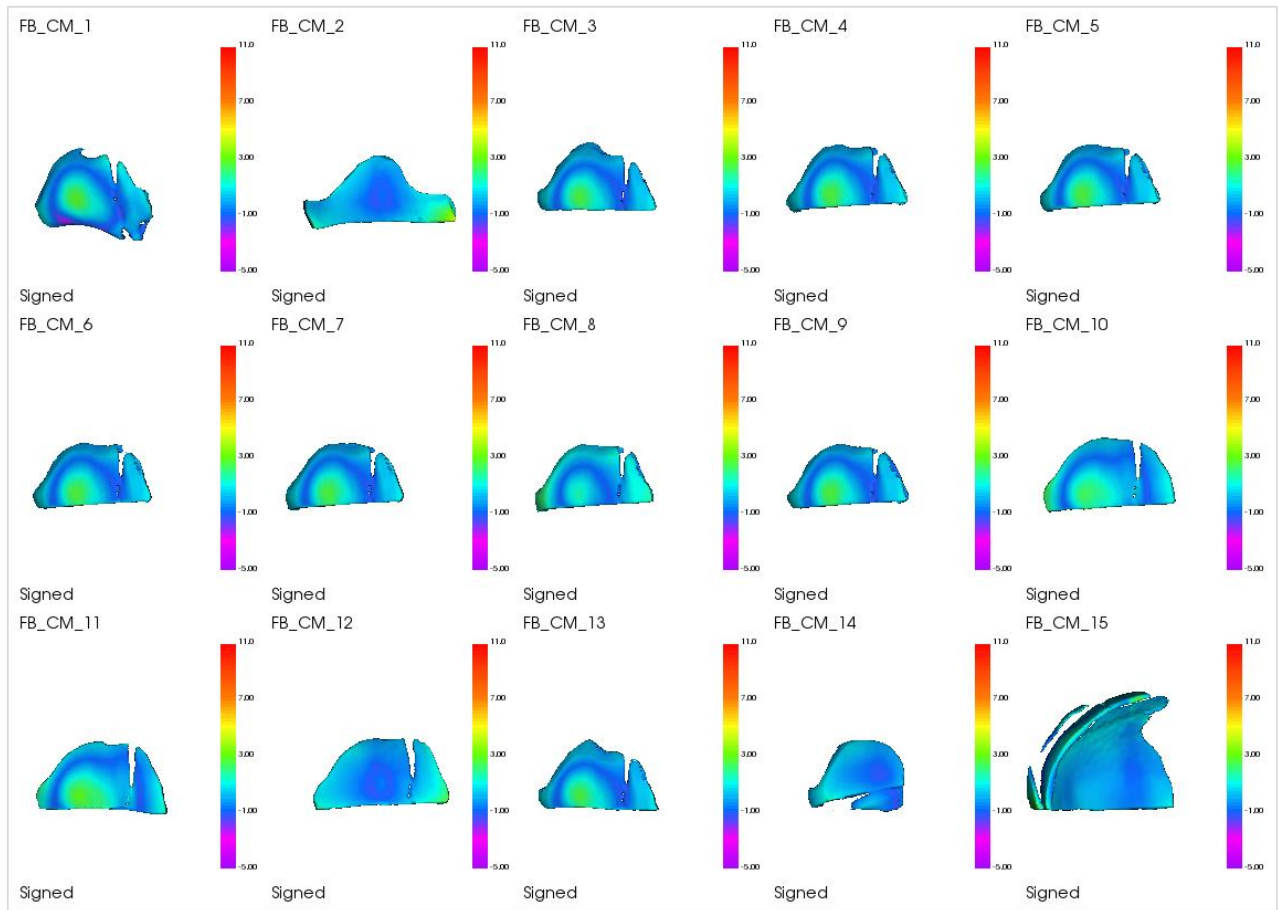 FB_CM_1
FB_CM_2
FB_CM_3
FB_CM_4
FB_CM_5
11.0
11.0
11.0
11.0
11.0
7.00
7.00
7.00
7.00
7.00
3.00
3.00
3.00
3.00
3.00
-1.00
-1.00
-1.00
-1.00
-1.00
-5.00
-5.00
-5.00
-5.00
-5.00
Signed
Signed
Signed
Signed
Signed
FB_CM_6
FB_CM_7
FB_CM_8
FB_CM_9
FB_CM_10
11.0
11.0
11.0
11.0
11.0
7.00
7.00
7.00
7.00
7.00
3.00
3.00
3.00
3.00
3.00
-1.00
-1.00
-1.00
-1.00
-1.00
-5.00
-5.00
-5.00
-5.00
-5.00
Signed
Signed
Signed
Signed
Signed
FB_CM_11
FB_CM_12
FB_CM_13
FB_CM_14
FB_CM_15
11.0
11.0
11.0
11.0
11.0
7.00
7.00
7.00
7.00
7.00
3.00
3.00
3.00
3.00
3.00
-1.00
-1.00
-1.00
-1.00
-1.00
-5.00
-5.00
-5.00
-5.00
-5.00
Signed
Signed
Signed
Signed
Signed